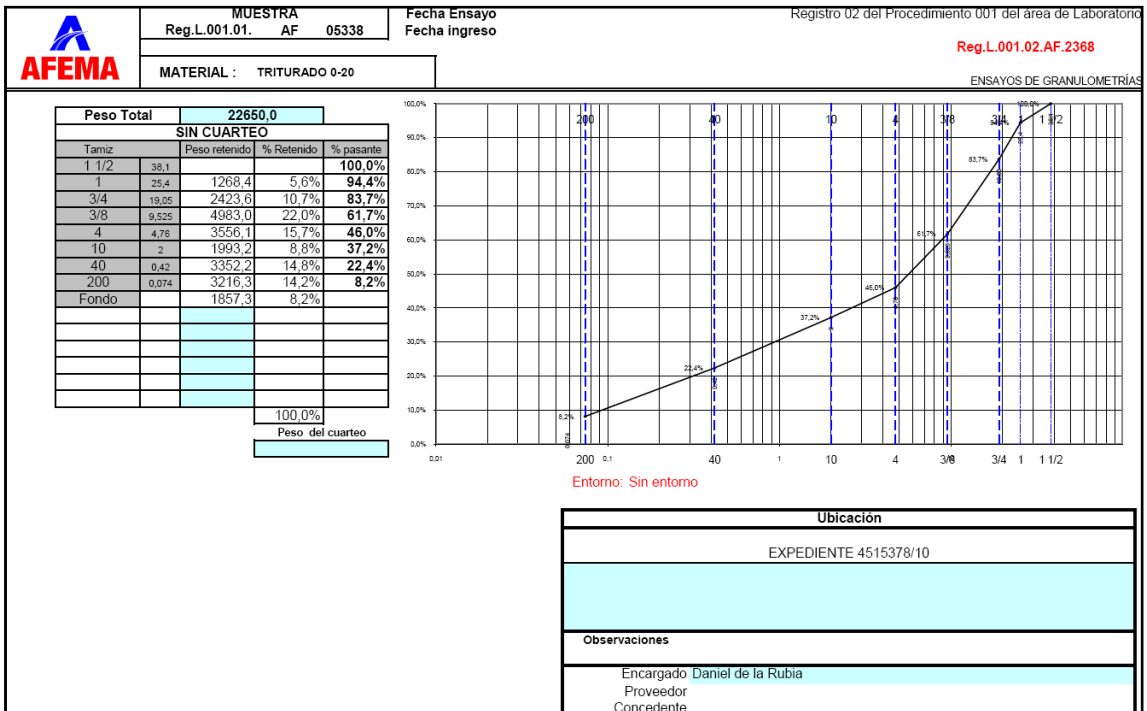 AFEMA
MUESTRA
Reg.L.001.01. AF 05338
MATERIAL : TRITURADO 0-20
Fecha Ensayo
Fecha ingreso
Registro 02 del Procedimiento 001 del área de Laboratorio
Reg.L.001.02.AF.2368
ENSAYOS DE GRANULOMETRÍAS
Peso Total 22650,0
SIN CUARTEO
Tamiz Peso retenido % Retenido % pasante
1 1/2 38,1 100,0%
1 25,4 1268,4 5,6% 94,4%
3/4 19,05 2423,6 10,7% 83,7%
3/8 9,525 4983,0 22,0% 61,7%
4 4,76 3556,1 15,7% 46,0%
10 2 1993,2 8,8% 37,2%
40 0,42 3352,2 14,8% 22,4%
200 0,074 3216,3 14,2% 8,2%
Fondo 1857,3 8,2%
100,0%
Peso del cuarteo
100,0%
90,0%
80,0%
70,0%
60,0%
50,0%
40,0%
30,0%
20,0%
10,0%
0,0%
200 40 10 4 3/8 3/4 1 1 1/2
100,0%
94,4%
83,7%
61,7%
46,0%
37,2%
22,4%
8,2%
0,074
0,01 0,1 1
200 40 10 4 3/8 3/4 1 1 1/2
Entorno: Sin entorno
Ubicación
EXPEDIENTE 4515378/10
Observaciones
Encargado Daniel de la Rubia
Proveedor
Concedente